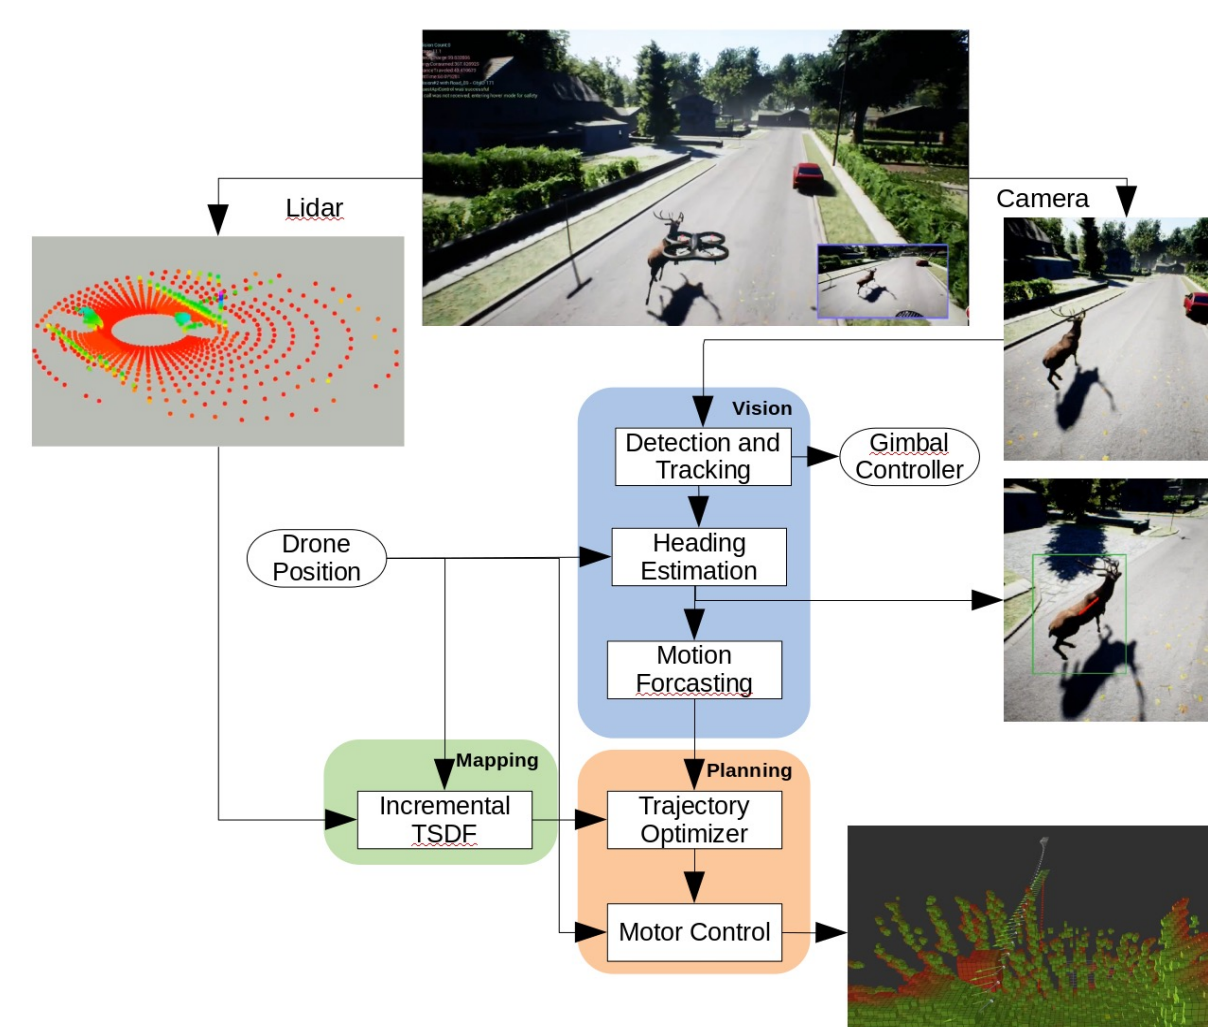 Lidar
Camera
Vision
Detection and
Tracking
Gimbal
Controller
Drone
Position
Heading
Estimation
Motion
Forcasting
Mapping
Planning
Incremental
TSDF
Trajectory
Optimizer
Motor Control